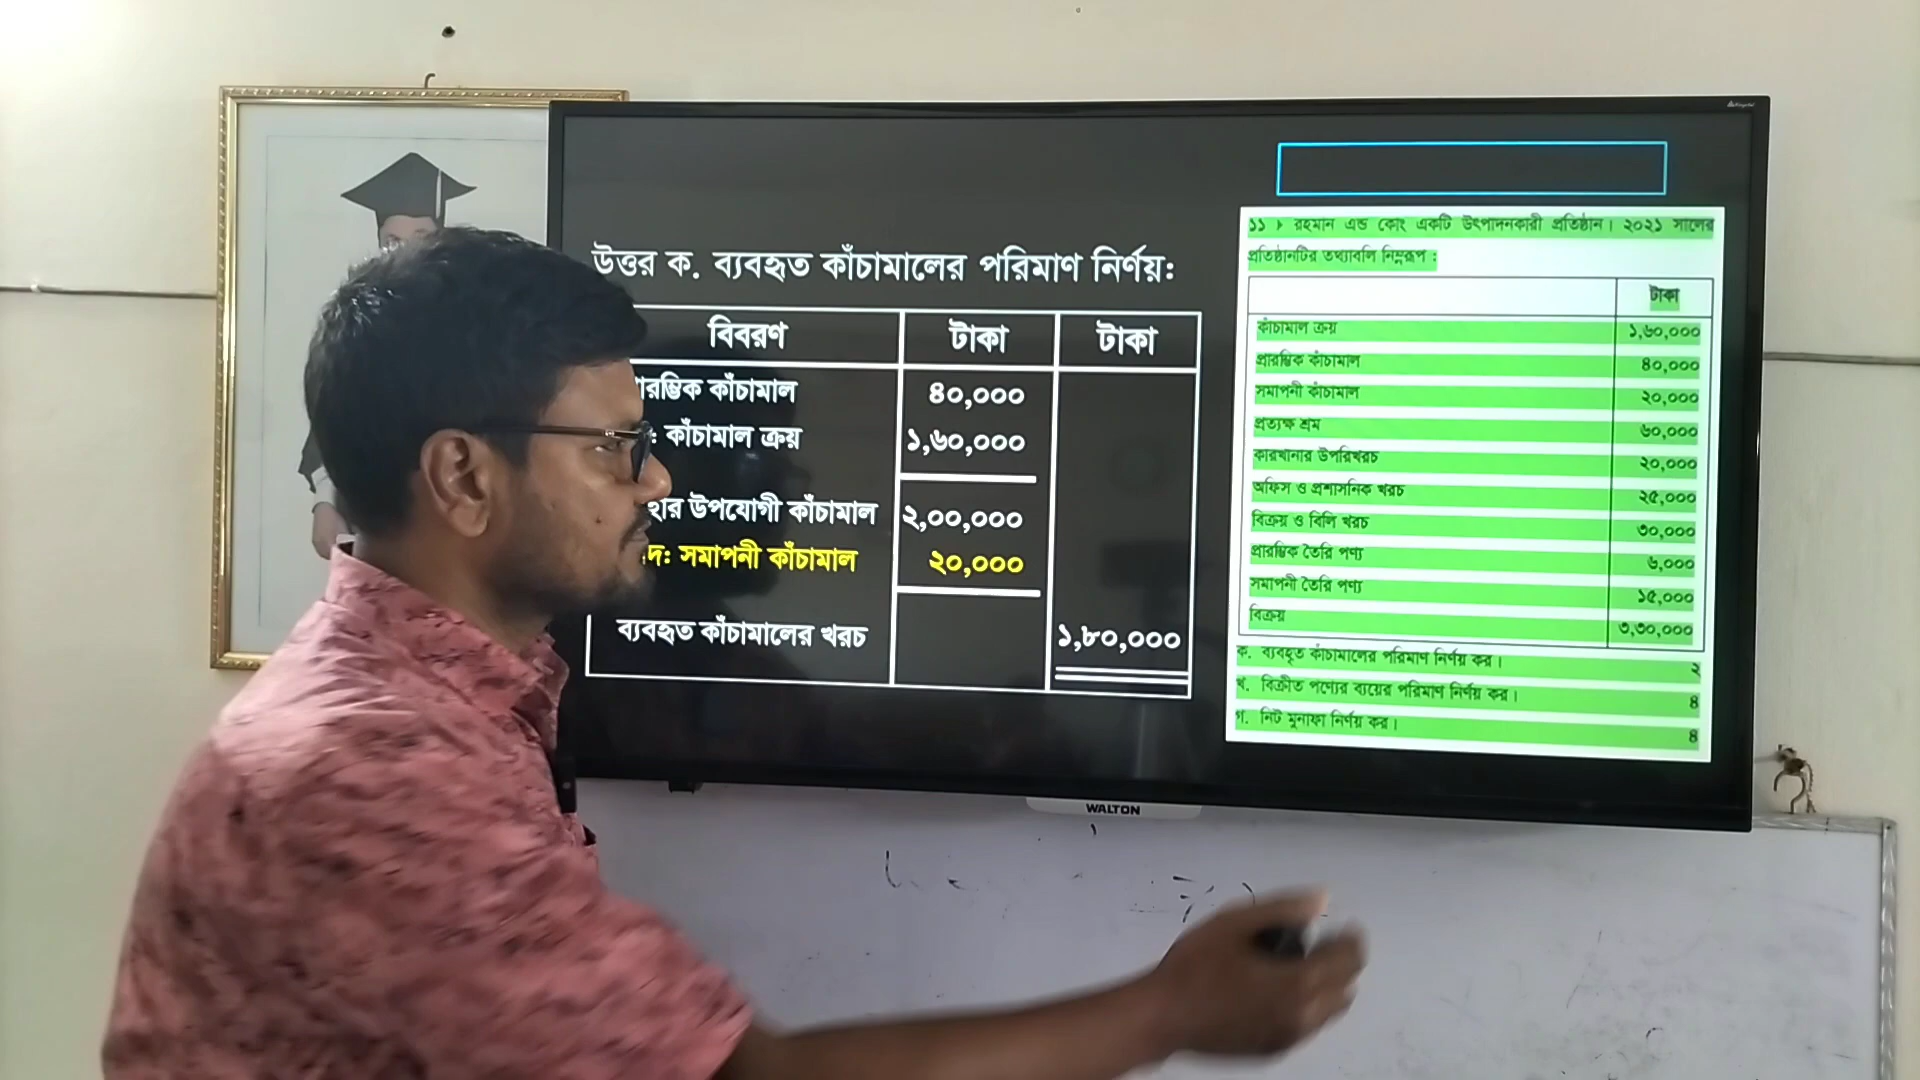 উত্তর ক. ব্যবহৃত কাঁচামালের পরিমাণ নির্ণয়:
বিবরণ টাকা টাকা
রম্ভিক কাঁচামাল ৪০,০০০
: কাঁচামাল ক্রয় ১,৬০,০০০
হার উপযোগী কাঁচামাল ২,০০,০০০
দ: সমাপনী কাঁচামাল ২০,০০০
ব্যবহৃত কাঁচামালের খরচ ১,৮০,০০০
১১ রহমান এন্ড কোং একটি উৎপাদনকারী প্রতিষ্ঠান। ২০২১ সালের
প্রতিষ্ঠানটির তথ্যাবলি নিম্নরূপ :
টাকা
কাঁচামাল ক্রয় ১,৬০,০০০
প্রারম্ভিক কাঁচামাল ৪০,০০০
সমাপনী কাঁচামাল ২০,০০০
প্রত্যক্ষ শ্রম ৬০,০০০
কারখানার উপরিখরচ ২০,০০০
অফিস ও প্রশাসনিক খরচ ২৫,০০০
বিক্রয় ও বিলি খরচ ৩০,০০০
প্রারম্ভিক তৈরি পণ্য ৬,০০০
সমাপনী তৈরি পণ্য ১৫,০০০
বিক্রয় ৩,৩০,০০০
ক. ব্যবহৃত কাঁচামালের পরিমাণ নির্ণয় কর। ২
খ. বিক্রীত পণ্যের ব্যয়ের পরিমাণ নির্ণয় কর। ৪
গ. নিট মুনাফা নির্ণয় কর। ৪
WALTON